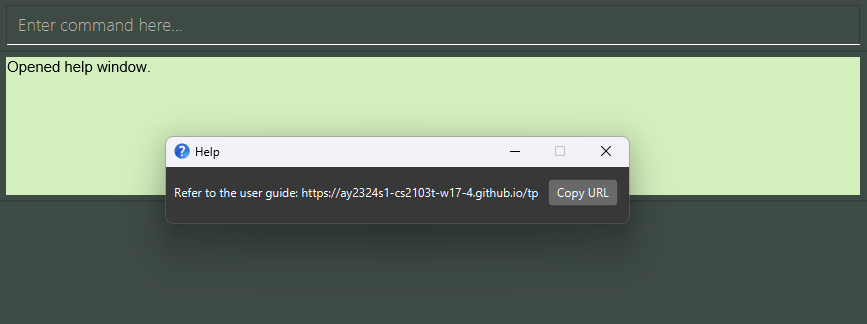 Enter command here...
Opened help window.
Help
Refer to the user guide: https://ay2324s1-cs2103t-w17-4.github.io/tp
Copy URL